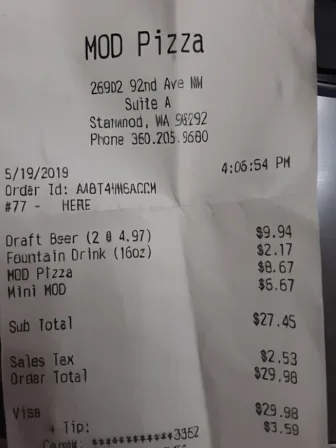 MOD Pizza
26902 92nd Ave NW
Suite A
Stanwood, WA 98292
Phone 360.205.9680
5/19/2019 4:06:54 PM
#77 - HERE
Order Id:
Draft Beer (2 @ 4.97) $9.94
Fountain Drink (16oz) $2.17
MOD Pizza $8.67
Mini MOD $6.67
Sub Total $27.45
Sales Tax $2.53
Order Total $29.98
Visa $29.98
+ Tip: $3.59
************3362